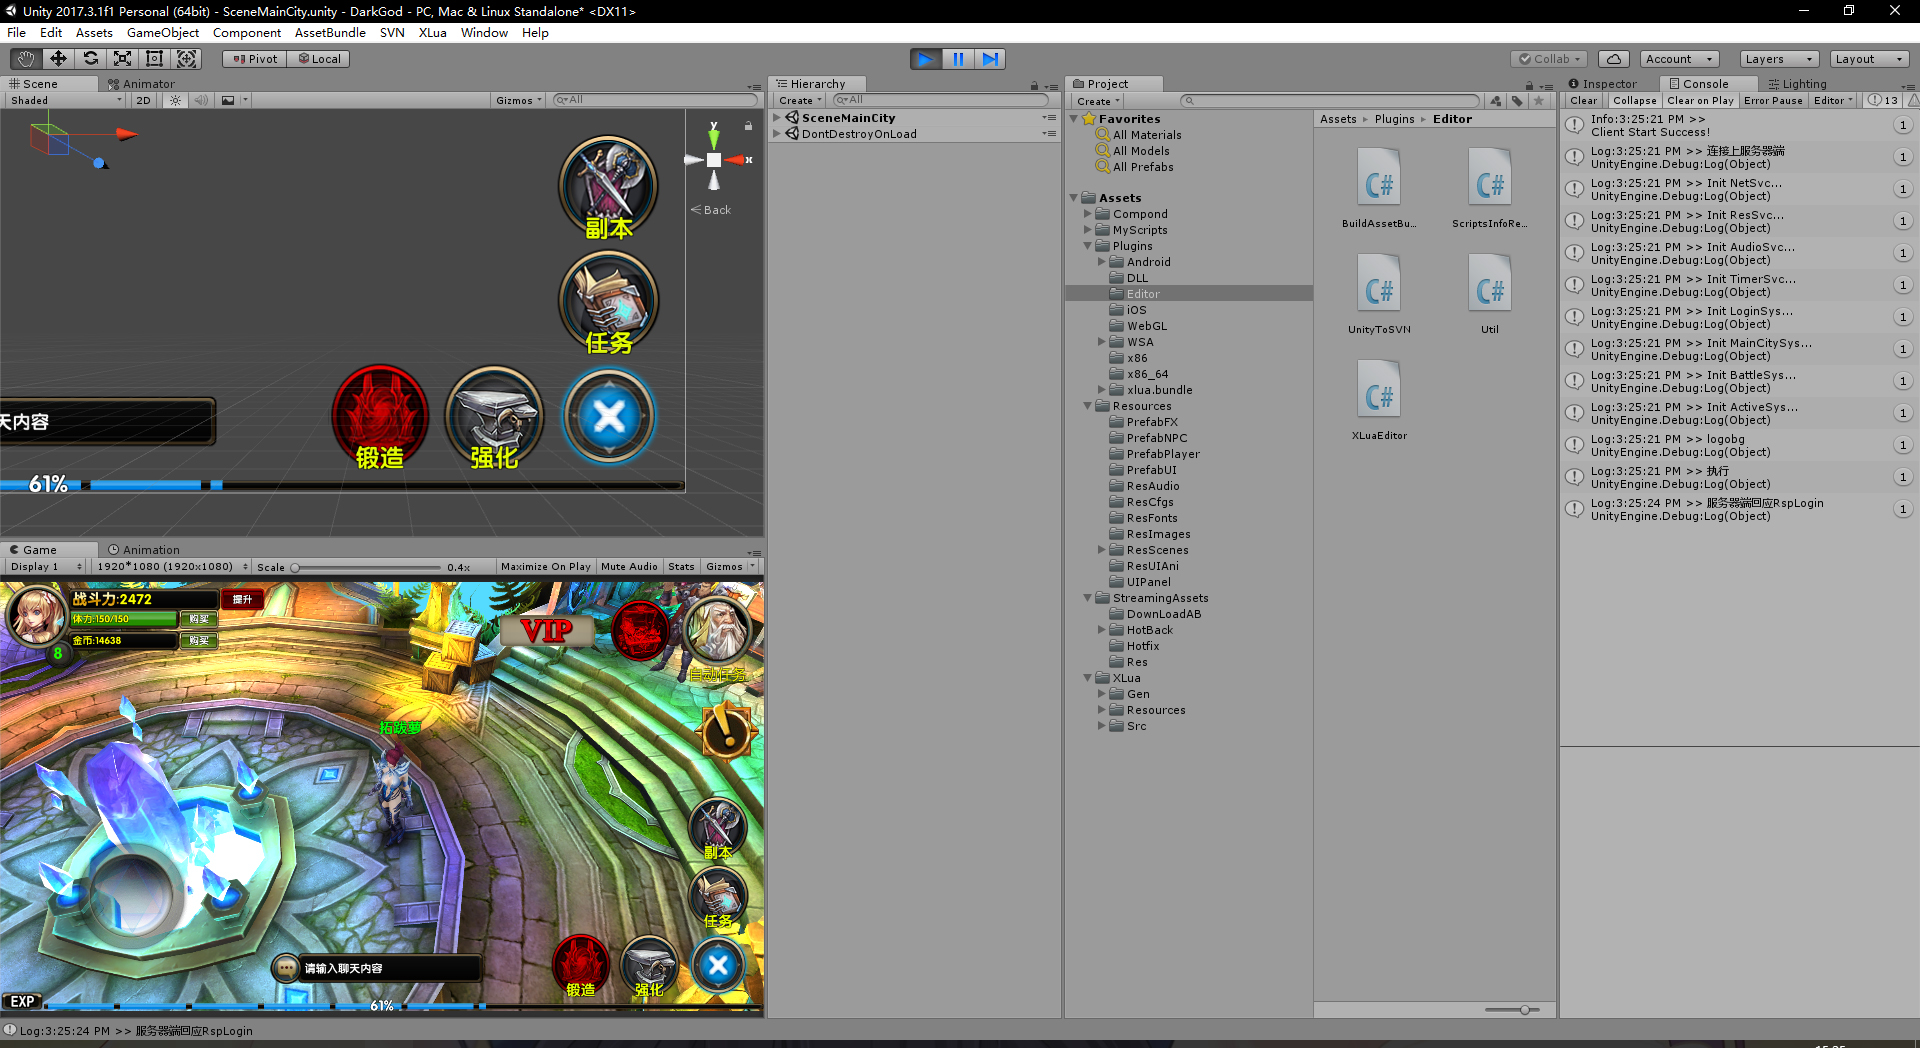 Unity 2017.3.1f1 Personal (64bit) - SceneMainCity.unity - DarkGod - PC, Mac & Linux Standalone* <DX11>
File Edit Assets GameObject Component AssetBundle SVN XLua Window Help
Pivot Local
Collab Account Layers Layout
Scene Animator
Shaded 2D Gizmos All
y
x
Back
副本
任务
锻造 强化
天内容
61%
Game Animation
Display 1 1920*1080 (1920x1080) Scale 0.4x Maximize On Play Mute Audio Stats Gizmos
战斗力:2472 提升
体力:150/150 购买
金币:14638 购买
8
VIP
自动任务
拓跋萝
副本
任务
请输入聊天内容
锻造 强化
EXP 61%
Log:3:25:24 PM >> 服务器端回应RspLogin
Hierarchy
Create All
SceneMainCity
DontDestroyOnLoad
Project
Create
Favorites
All Materials
All Models
All Prefabs
Assets
Compond
MyScripts
Plugins
Android
DLL
Editor
iOS
WebGL
WSA
x86
x86_64
xlua.bundle
Resources
PrefabFX
PrefabNPC
PrefabPlayer
PrefabUI
ResAudio
ResCfgs
ResFonts
ResImages
ResScenes
ResUIAni
UIPanel
StreamingAssets
DownLoadAB
HotBack
Hotfix
Res
XLua
Gen
Resources
Src
Assets Plugins Editor
C# C#
BuildAssetBu... ScriptsInfoRe...
C# C#
UnityToSVN Util
C#
XLuaEditor
Inspector Console Lighting
Clear Collapse Clear on Play Error Pause Editor 13
Info:3:25:21 PM >>
Client Start Success! 1
Log:3:25:21 PM >> 连接上服务器端
UnityEngine.Debug:Log(Object) 1
Log:3:25:21 PM >> Init NetSvc...
UnityEngine.Debug:Log(Object) 1
Log:3:25:21 PM >> Init ResSvc...
UnityEngine.Debug:Log(Object) 1
Log:3:25:21 PM >> Init AudioSvc...
UnityEngine.Debug:Log(Object) 1
Log:3:25:21 PM >> Init TimerSvc...
UnityEngine.Debug:Log(Object) 1
Log:3:25:21 PM >> Init LoginSys...
UnityEngine.Debug:Log(Object) 1
Log:3:25:21 PM >> Init MainCitySys...
UnityEngine.Debug:Log(Object) 1
Log:3:25:21 PM >> Init BattleSys...
UnityEngine.Debug:Log(Object) 1
Log:3:25:21 PM >> Init ActiveSys...
UnityEngine.Debug:Log(Object) 1
Log:3:25:21 PM >> logobg
UnityEngine.Debug:Log(Object) 1
Log:3:25:21 PM >> 执行
UnityEngine.Debug:Log(Object) 1
Log:3:25:24 PM >> 服务器端回应RspLogin
UnityEngine.Debug:Log(Object) 1